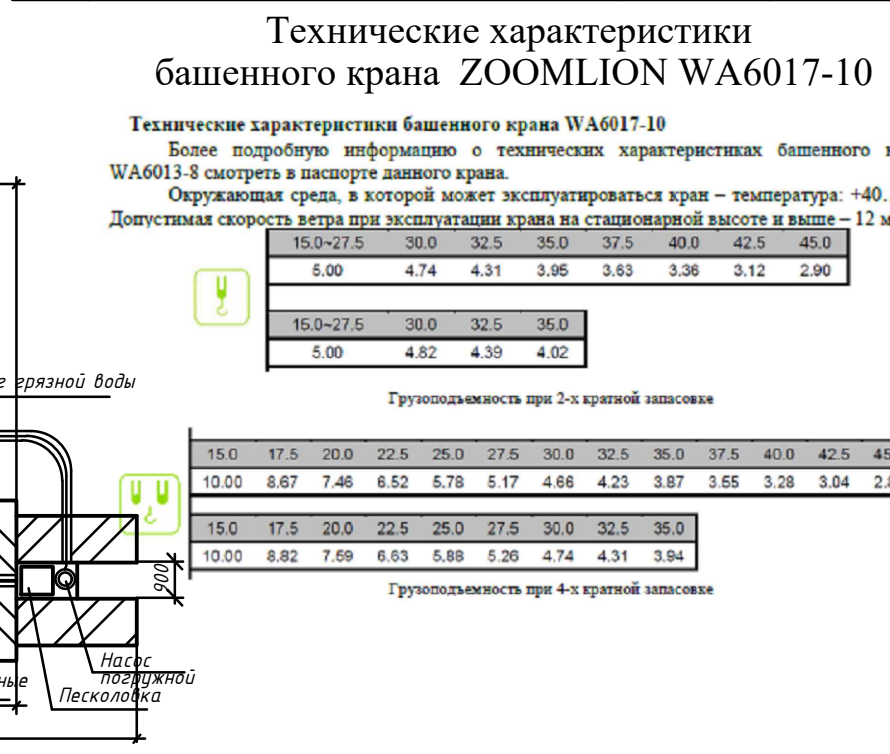 Технические характеристики
башенного крана ZOOMLION WA6017-10
Технические характеристики башенного крана WA6017-10
Более подробную информацию о технических характеристиках башенного
WA6013-8 смотреть в паспорте данного крана.
Окружающая среда, в которой может эксплуатироваться кран – температура: +40.
Допустимая скорость ветра при эксплуатации крана на стационарной высоте и выше – 12
15.0~27.5 30.0 32.5 35.0 37.5 40.0 42.5 45.0
5.00 4.74 4.31 3.95 3.63 3.36 3.12 2.90
15.0~27.5 30.0 32.5 35.0
5.00 4.82 4.39 4.02
грязной воды
Грузоподъемность при 2-х кратной запасовке
15.0 17.5 20.0 22.5 25.0 27.5 30.0 32.5 35.0 37.5 40.0 42.5
10.00 8.67 7.46 6.52 5.78 5.17 4.66 4.23 3.87 3.55 3.28 3.04
15.0 17.5 20.0 22.5 25.0 27.5 30.0 32.5 35.0
10.00 8.82 7.59 6.63 5.88 5.26 4.74 4.31 3.94
900
Грузоподъемность при 4-х кратной запасовке
Насос
погружной
Песколовка